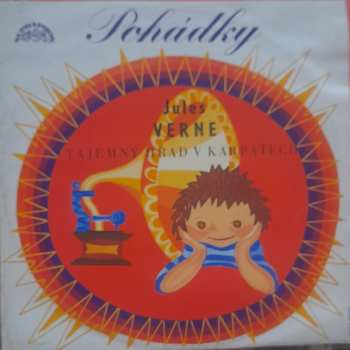 Pohádky
Jules
VERNE
TAJEMNÝ HRAD V KARPATECH